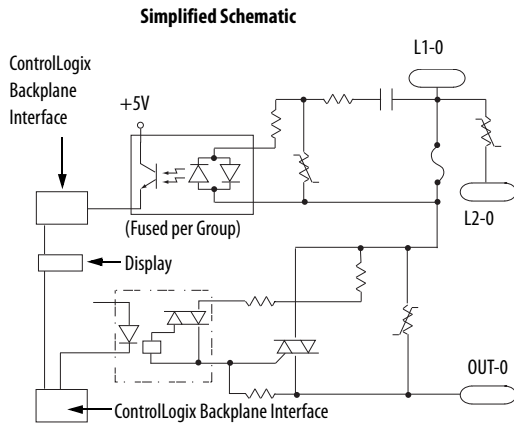 Simplified Schematic
L1-0
ControlLogix
Backplane
Interface
+5V
L2-0
(Fused per Group)
Display
OUT-0
ControlLogix Backplane Interface